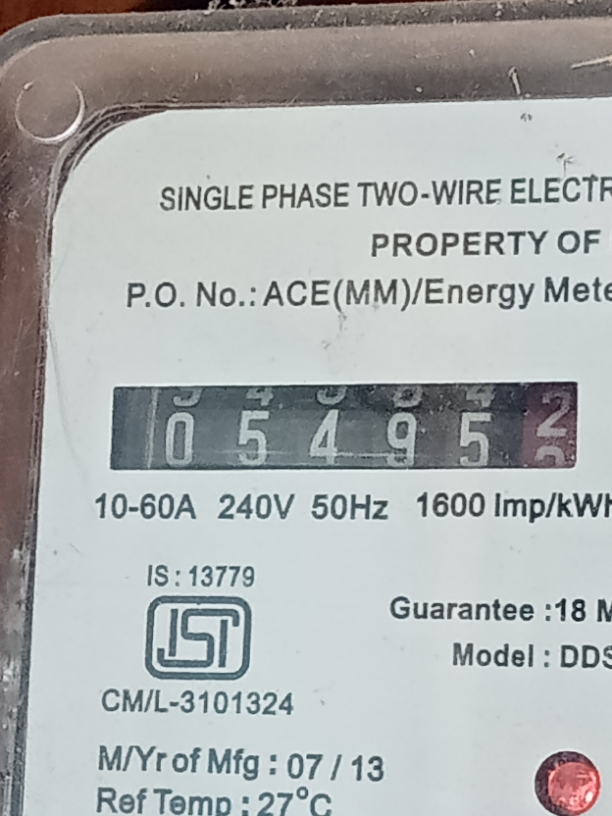 SINGLE PHASE TWO-WIRE ELECTR
PROPERTY OF
P.O. No.: ACE(MM)/Energy Mete
05495 2
10-60A 240V 50Hz 1600 Imp/kWH
IS : 13779
ISI
CM/L-3101324
Guarantee :18 M
Model : DDS
M/Yr of Mfg : 07 / 13
Ref Temp : 27°C